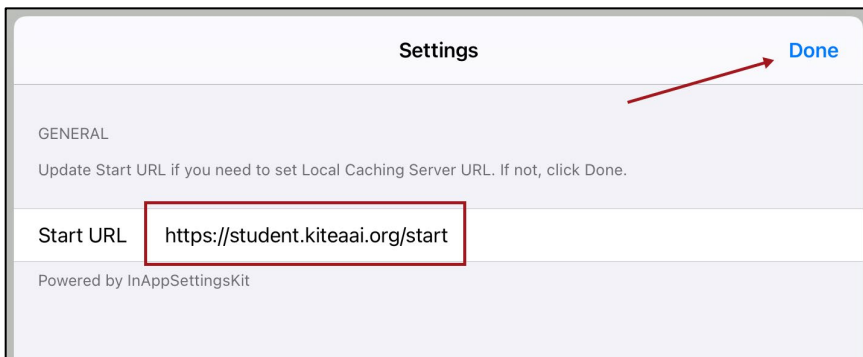 Settings
Done
GENERAL
Update Start URL if you need to set Local Caching Server URL. If not, click Done.
Start URL https://student.kiteaai.org/start
Powered by InAppSettingsKit